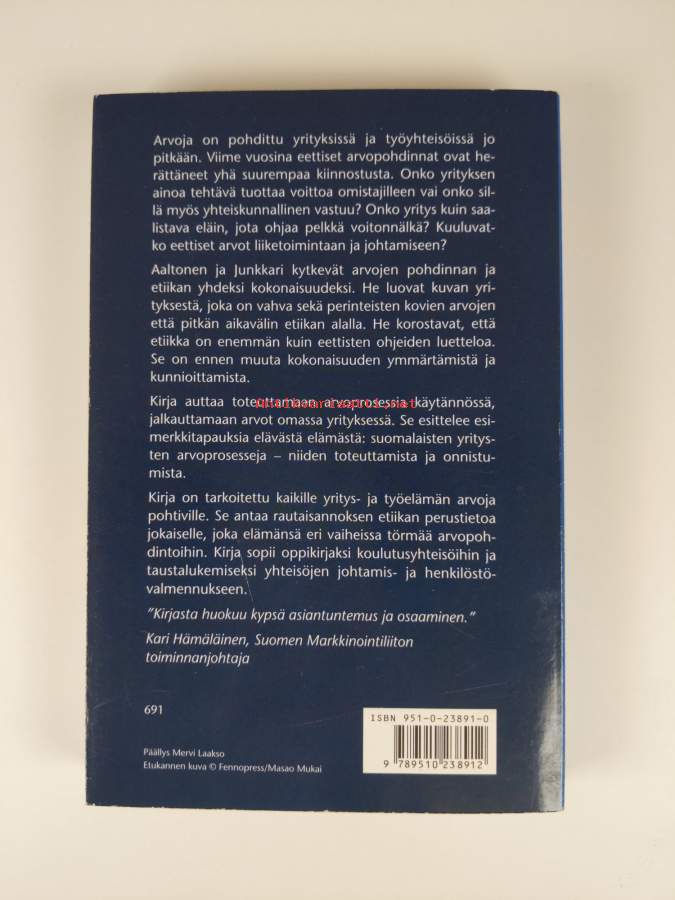 Arvoja on pohdittu yrityksissä ja työyhteisöissä jo
pitkään. Viime vuosina eettiset arvopohdinnat ovat he-
rättäneet yhä suurempaa kiinnostusta. Onko yrityksen
ainoa tehtävä tuottaa voittoa omistajilleen vai onko sil-
lä myös yhteiskunnallinen vastuu? Onko yritys kuin saa-
listava eläin, jota ohjaa pelkkä voitonnälkä? Kuuluvat-
ko eettiset arvot liiketoimintaan ja johtamiseen?
Aaltonen ja Junkkari kytkevät arvojen pohdinnan ja
etiikan yhdeksi kokonaisuudeksi. He luovat kuvan yri-
tyksestä, joka on vahva sekä perinteisten kovien arvojen
että pitkän aikavälin etiikan alalla. He korostavat, että
etiikka on enemmän kuin eettisten ohjeiden luetteloa.
Se on ennen muuta kokonaisuuden ymmärtämistä ja
kunnioittamista.
Kirja auttaa toteuttamaan arvoprosessia käytännössä,
Antikvariaatti.net
jalkauttamaan arvot omassa yrityksessä. Se esittelee esi-
merkkitapauksia elävästä elämästä: suomalaisten yritys-
ten arvoprosesseja – niiden toteuttamista ja onnistu-
mista.
Kirja on tarkoitettu kaikille yritys- ja työelämän arvoja
pohtiville. Se antaa rautaisannoksen etiikan perustietoa
jokaiselle, joka elämänsä eri vaiheissa törmää arvopoh-
dintoihin. Kirja sopii oppikirjaksi koulutusyhteisöihin ja
taustalukemiseksi yhteisöjen johtamis- ja henkilöstö-
valmennukseen.
”Kirjasta huokuu kypsä asiantuntemus ja osaaminen.”
Kari Hämäläinen, Suomen Markkinointiliiton
toiminnanjohtaja
691
ISBN 951-0-23891-0
9 789510 238912
Päällys Mervi Laakso
Etukannen kuva © Fennopress/Masao Mukai